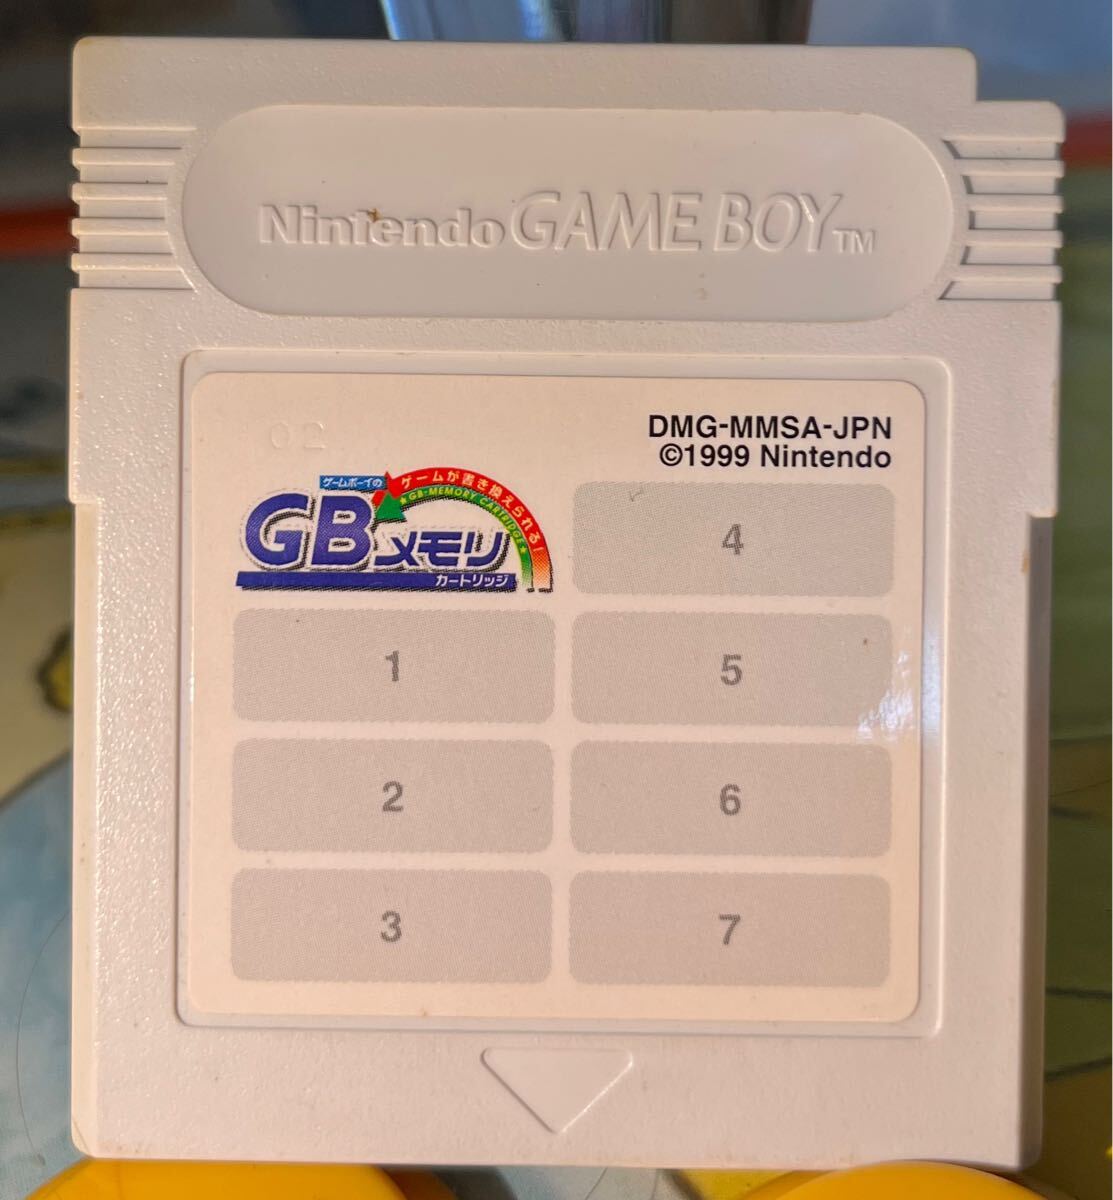 Nintendo GAME BOY TM
02
DMG-MMSA-JPN
©1999 Nintendo
ゲームボーイの
ゲームが書き換えられる!
★GB-MEMORY CARTRIDGE★
GBメモリ
カートリッジ
1
2
3
4
5
6
7